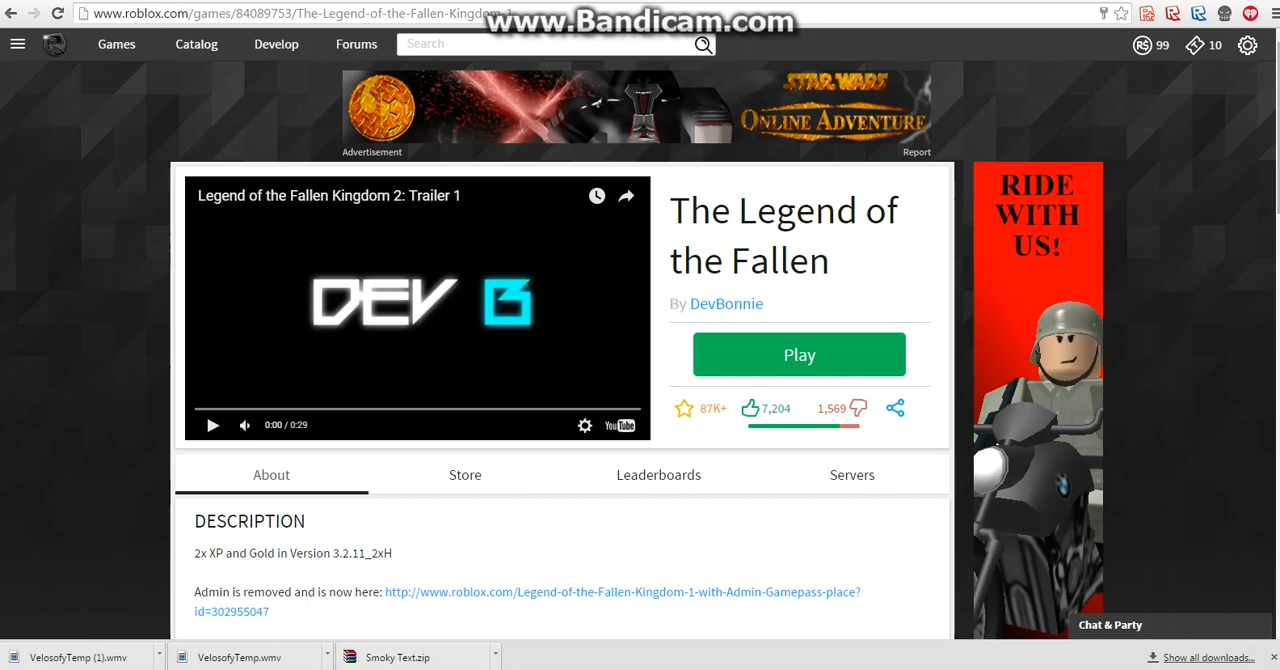 www.roblox.com/games/84089753/The-Legend-of-the-Fallen-Kingdom-1
www.Bandicam.com
Games
Catalog
Develop
Forums
Search
R$ 99
10
STAR WARS
ONLINE ADVENTURE
Advertisement
Report
Legend of the Fallen Kingdom 2: Trailer 1
DEV B
0:00 / 0:29
YouTube
The Legend of
the Fallen
By DevBonnie
Play
87K+
7,204
1,569
RIDE
WITH
US!
About
Store
Leaderboards
Servers
DESCRIPTION
2x XP and Gold in Version 3.2.11_2xH
Admin is removed and is now here: http://www.roblox.com/Legend-of-the-Fallen-Kingdom-1-with-Admin-Gamepass-place?
id=302955047
Chat & Party
VelosofyTemp (1).wmv
VelosofyTemp.wmv
Smoky Text.zip
Show all downloads...